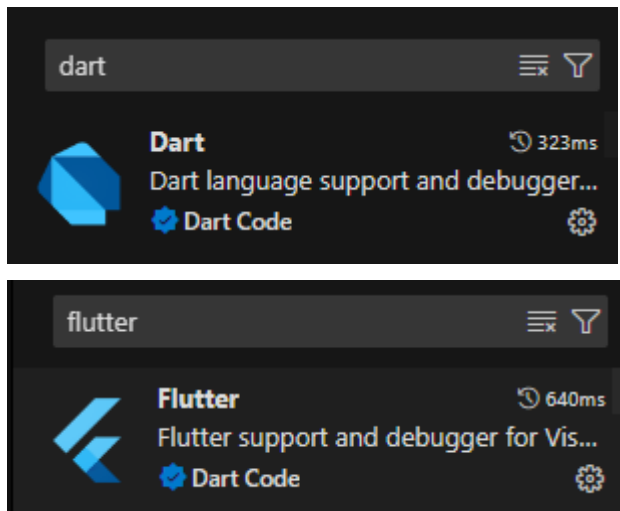 dart
Dart 323ms
Dart language support and debugger...
Dart Code
flutter
Flutter 640ms
Flutter support and debugger for Vis...
Dart Code